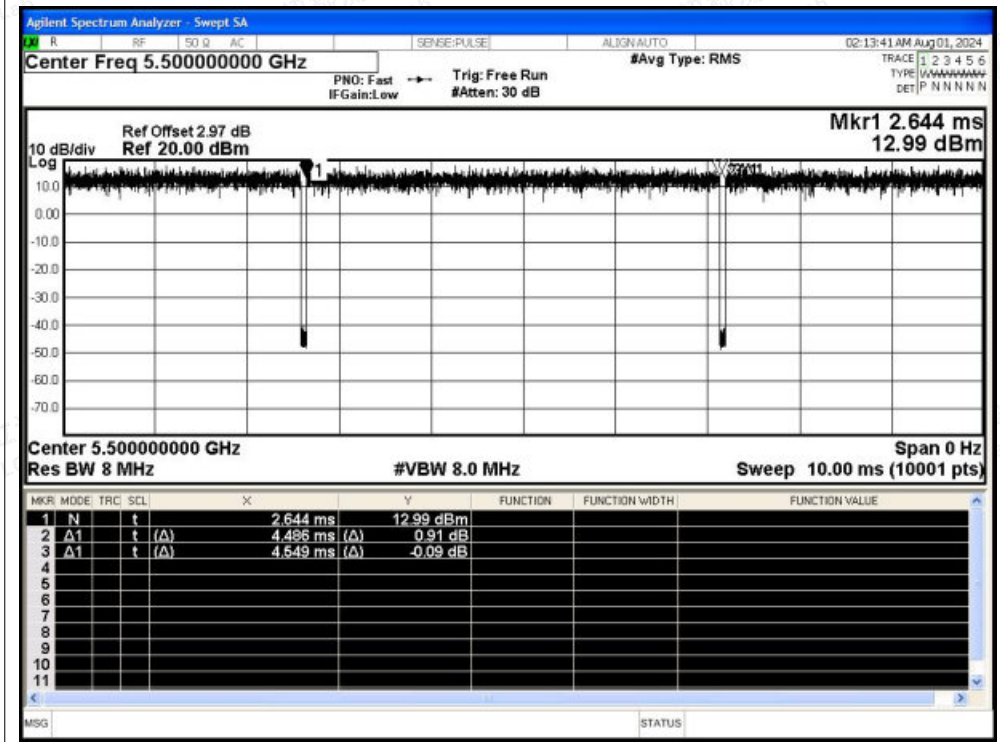 Agilent Spectrum Analyzer - Swept SA
R RF 50 Ω AC SENSE:PULSE ALIGN AUTO 02:13:41 AM Aug 01, 2024
Center Freq 5.500000000 GHz #Avg Type: RMS TRACE 1 2 3 4 5 6
PNO: Fast Trig: Free Run TYPE
IFGain:Low #Atten: 30 dB DET P N N N N N
Mkr1 2.644 ms
Ref Offset 2.97 dB
10 dB/div Ref 20.00 dBm 12.99 dBm
Log
1
10.0
0.00
-10.0
-20.0
-30.0
-40.0
-50.0
-60.0
-70.0
Center 5.500000000 GHz Span 0 Hz
Res BW 8 MHz #VBW 8.0 MHz Sweep 10.00 ms (10001 pts)
MKR MODE TRC SCL X Y FUNCTION FUNCTION WIDTH FUNCTION VALUE
1 N t 2.644 ms 12.99 dBm
2 Δ1 t (Δ) 4.486 ms (Δ) 0.91 dB
3 Δ1 t (Δ) 4.549 ms (Δ) -0.09 dB
4
5
6
7
8
9
10
11
MSG STATUS